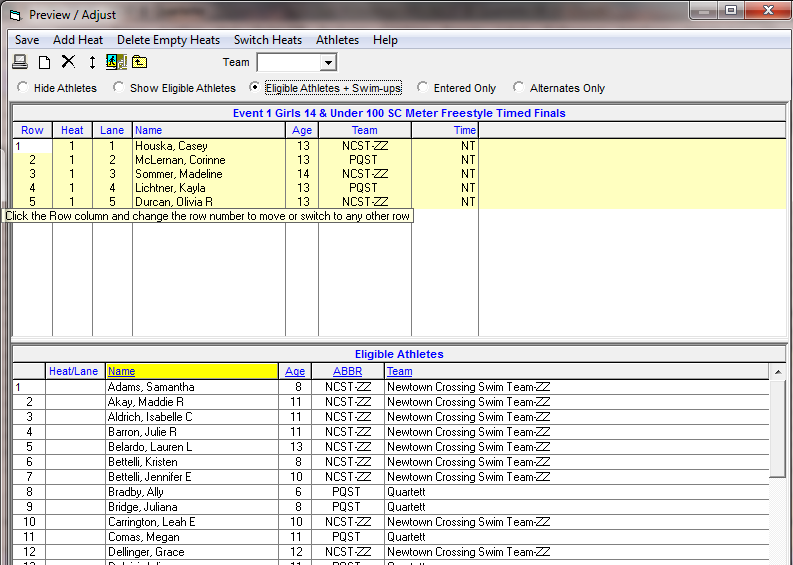 Preview / Adjust
Save Add Heat Delete Empty Heats Switch Heats Athletes Help
Team
Hide Athletes Show Eligible Athletes Eligible Athletes + Swim-ups Entered Only Alternates Only
Event 1 Girls 14 & Under 100 SC Meter Freestyle Timed Finals
Row Heat Lane Name Age Team Time
1 1 1 Houska, Casey 13 NCST-ZZ NT
2 1 2 McLernan, Corinne 13 PQST NT
3 1 3 Sommer, Madeline 14 NCST-ZZ NT
4 1 4 Lichtner, Kayla 13 PQST NT
5 1 5 Durcan, Olivia R 13 NCST-ZZ NT
Click the Row column and change the row number to move or switch to any other row
Eligible Athletes
Heat/Lane Name Age ABBR Team
1 Adams, Samantha 8 NCST-ZZ Newtown Crossing Swim Team-ZZ
2 Akay, Maddie R 11 NCST-ZZ Newtown Crossing Swim Team-ZZ
3 Aldrich, Isabelle C 11 NCST-ZZ Newtown Crossing Swim Team-ZZ
4 Barron, Julie R 11 NCST-ZZ Newtown Crossing Swim Team-ZZ
5 Belardo, Lauren L 13 NCST-ZZ Newtown Crossing Swim Team-ZZ
6 Bettelli, Kristen 8 NCST-ZZ Newtown Crossing Swim Team-ZZ
7 Bettelli, Jennifer E 10 NCST-ZZ Newtown Crossing Swim Team-ZZ
8 Bradby, Ally 6 PQST Quartett
9 Bridge, Juliana 8 PQST Quartett
10 Carrington, Leah E 10 NCST-ZZ Newtown Crossing Swim Team-ZZ
11 Comas, Megan 11 PQST Quartett
12 Dellinger, Grace 12 NCST-ZZ Newtown Crossing Swim Team-ZZ